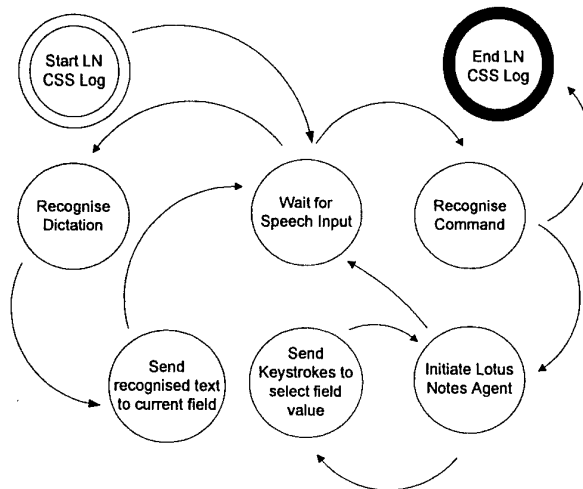 Start LN
CSS Log
End LN
CSS Log
Recognise
Dictation
Wait for
Speech Input
Recognise
Command
Send
recognised text
to current field
Send
Keystrokes to
select field
value
Initiate Lotus
Notes Agent